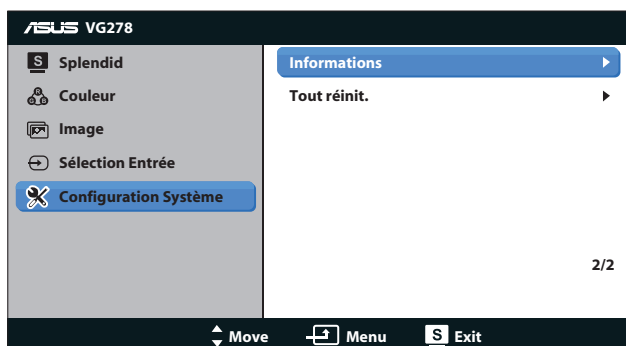 ASUS VG278
S Splendid
Informations
Couleur
Tout réinit.
Image
Sélection Entrée
Configuration Système
2/2
Move Menu S Exit